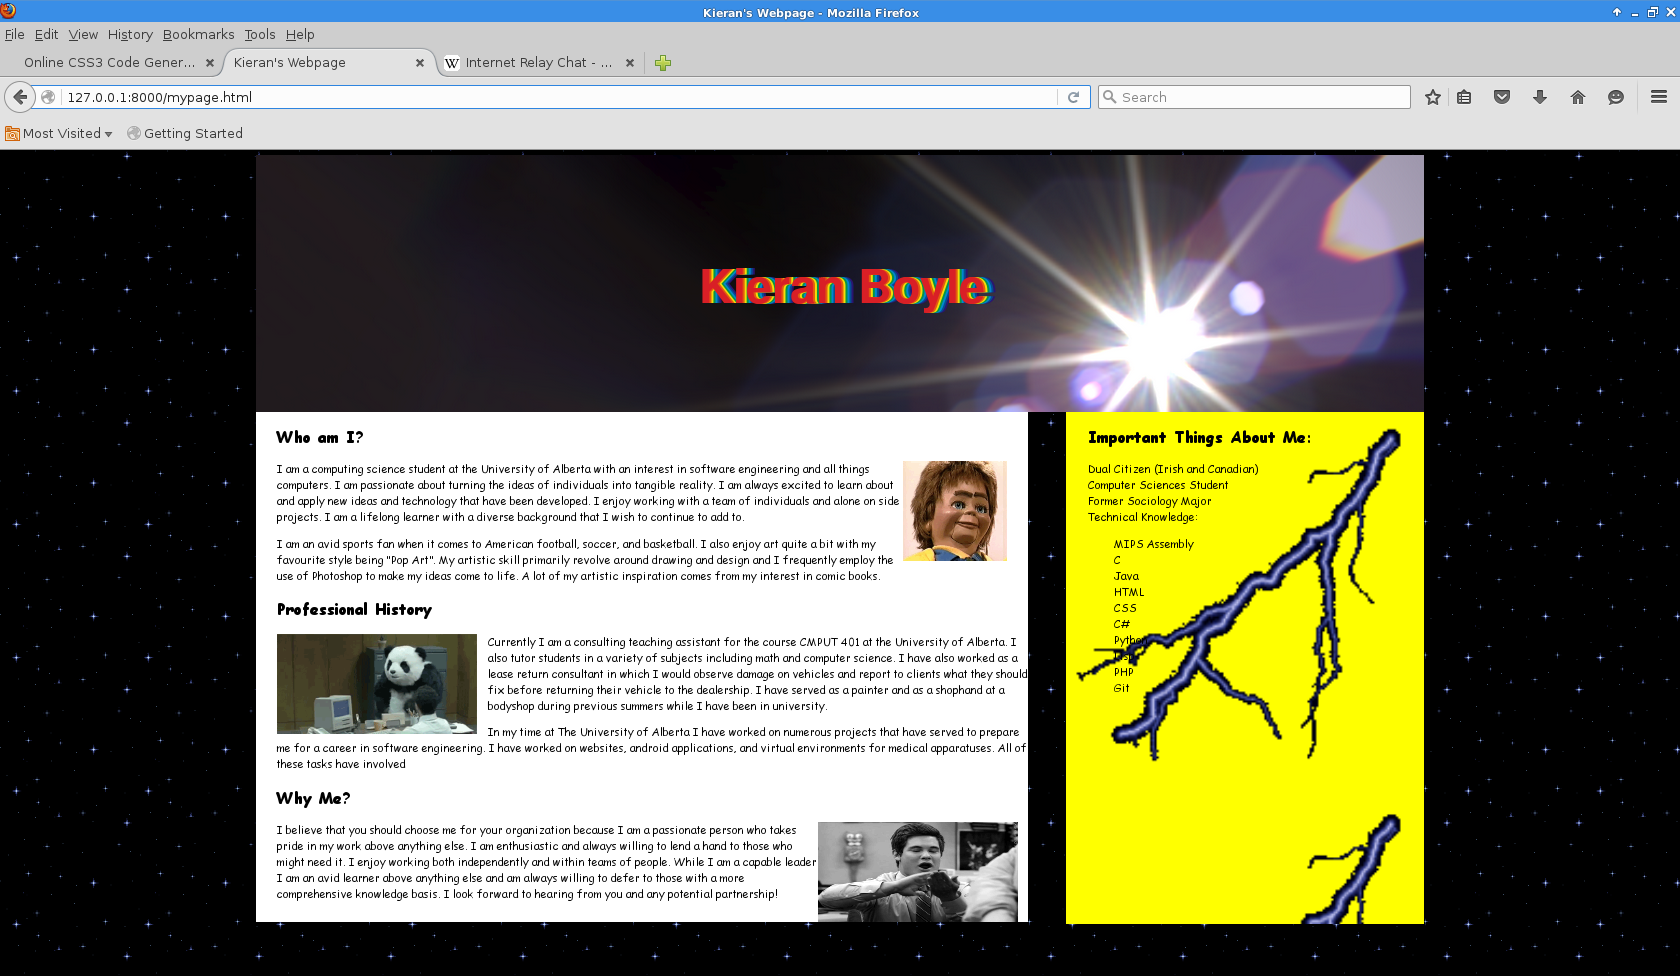 Kieran's Webpage - Mozilla Firefox
File Edit View History Bookmarks Tools Help
Online CSS3 Code Gener... Kieran's Webpage Internet Relay Chat - ...
127.0.0.1:8000/mypage.html Search
Most Visited Getting Started
Kieran Boyle
Who am I?
I am a computing science student at the University of Alberta with an interest in software engineering and all things
computers. I am passionate about turning the ideas of individuals into tangible reality. I am always excited to learn about
and apply new ideas and technology that have been developed. I enjoy working with a team of individuals and alone on side
projects. I am a lifelong learner with a diverse background that I wish to continue to add to.
I am an avid sports fan when it comes to American football, soccer, and basketball. I also enjoy art quite a bit with my
favourite style being "Pop Art". My artistic skill primarily revolve around drawing and design and I frequently employ the
use of Photoshop to make my ideas come to life. A lot of my artistic inspiration comes from my interest in comic books.
Professional History
Currently I am a consulting teaching assistant for the course CMPUT 401 at the University of Alberta. I
also tutor students in a variety of subjects including math and computer science. I have also worked as a
lease return consultant in which I would observe damage on vehicles and report to clients what they should
fix before returning their vehicle to the dealership. I have served as a painter and as a shophand at a
bodyshop during previous summers while I have been in university.
In my time at The University of Alberta I have worked on numerous projects that have served to prepare
me for a career in software engineering. I have worked on websites, android applications, and virtual environments for medical apparatuses. All of
these tasks have involved
Why Me?
I believe that you should choose me for your organization because I am a passionate person who takes
pride in my work above anything else. I am enthusiastic and always willing to lend a hand to those who
might need it. I enjoy working both independently and within teams of people. While I am a capable leader
I am an avid learner above anything else and am always willing to defer to those with a more
comprehensive knowledge basis. I look forward to hearing from you and any potential partnership!
Important Things About Me:
Dual Citizen (Irish and Canadian)
Computer Sciences Student
Former Sociology Major
Technical Knowledge:
MIPS Assembly
C
Java
HTML
CSS
C#
Python
PHP
Git